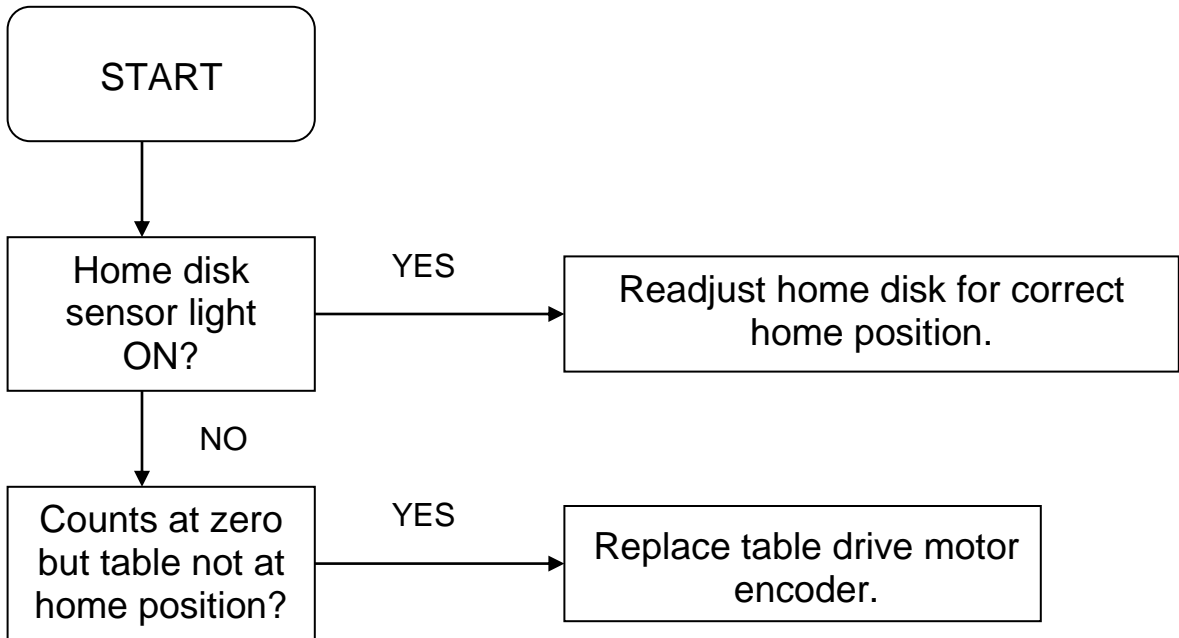 START
Home disk
sensor light
ON?
YES
Readjust home disk for correct
home position.
NO
Counts at zero
but table not at
home position?
YES
Replace table drive motor
encoder.